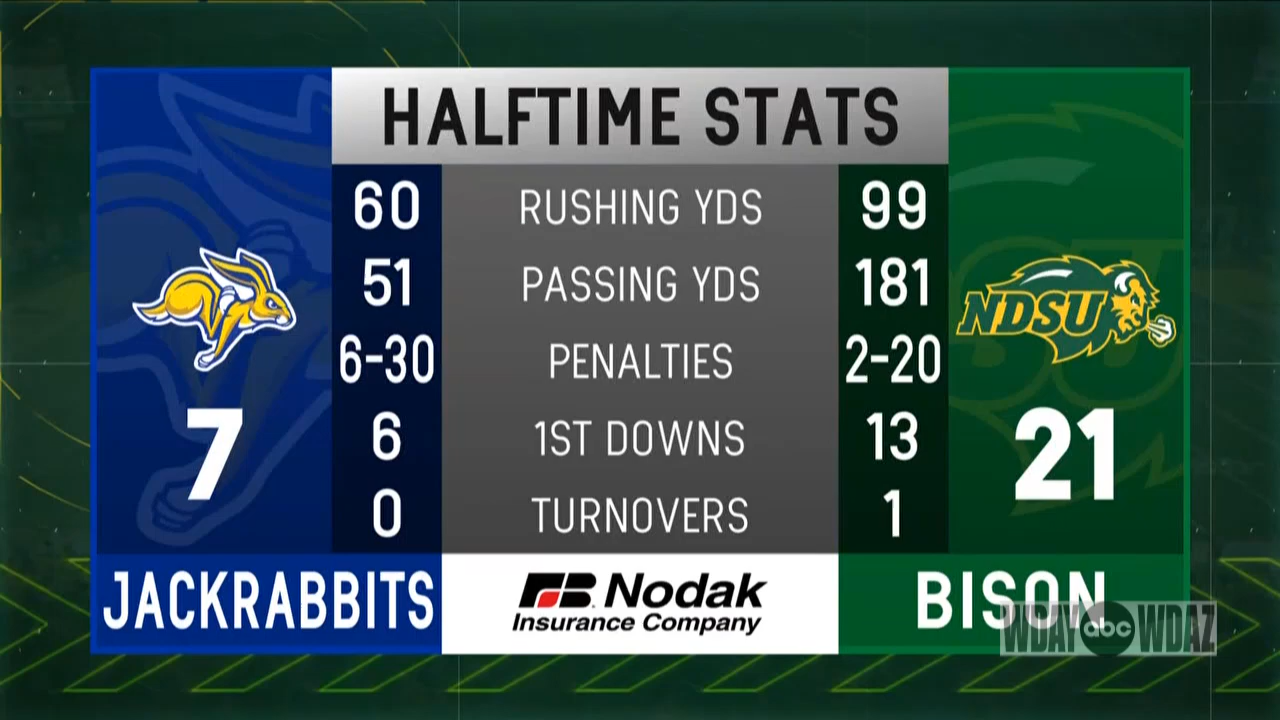 HALFTIME STATS
60 RUSHING YDS 99
51 PASSING YDS 181
NDSU
6-30 PENALTIES 2-20
7
6 1ST DOWNS 13
21
0 TURNOVERS 1
JACKRABBITS
FB Nodak
Insurance Company
BISON
WDAY abc WDAZ